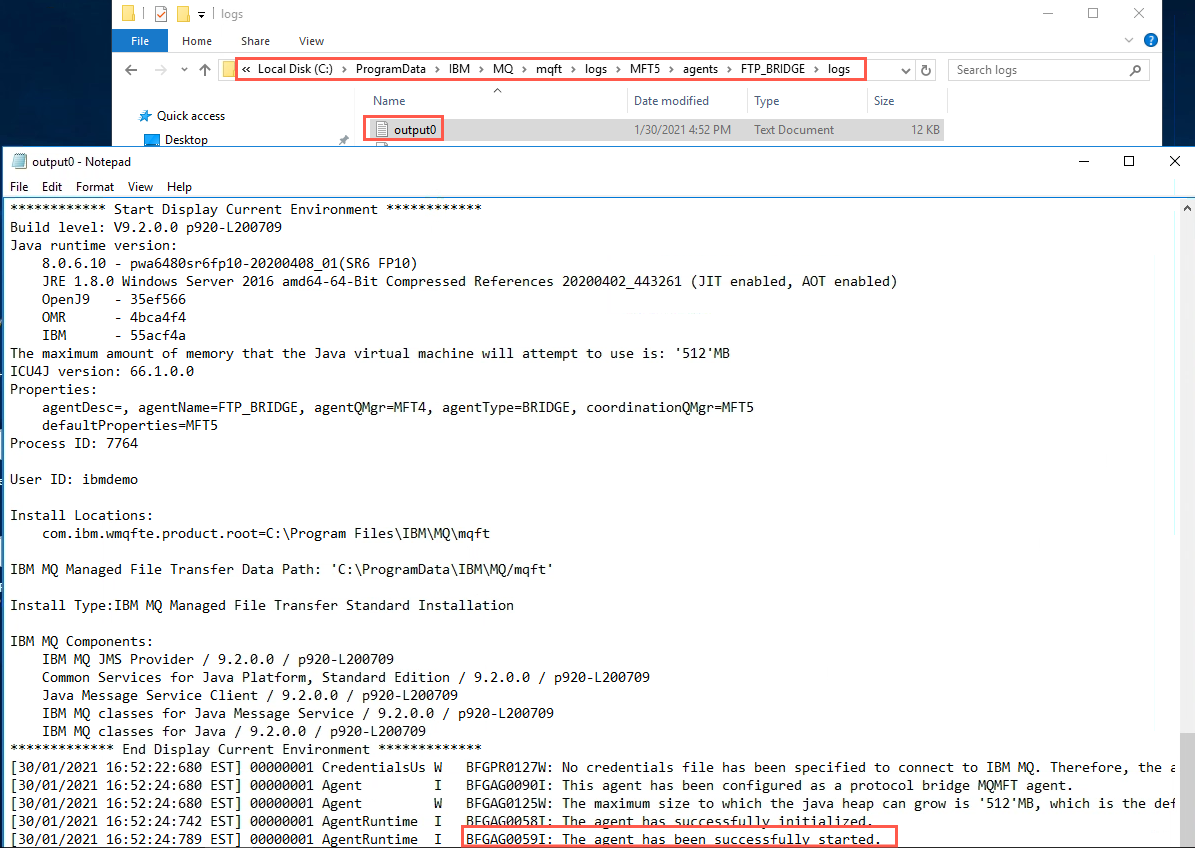 logs
File Home Share View
« Local Disk (C:) > ProgramData > IBM > MQ > mqft > logs > MFT5 > agents > FTP_BRIDGE > logs
Search logs
Name Date modified Type Size
Quick access
output0 1/30/2021 4:52 PM Text Document 12 KB
Desktop
output0 - Notepad
File Edit Format View Help
************ Start Display Current Environment ************
Build level: V9.2.0.0 p920-L200709
Java runtime version:
8.0.6.10 - pwa6480sr6fp10-20200408_01(SR6 FP10)
JRE 1.8.0 Windows Server 2016 amd64-64-Bit Compressed References 20200402_443261 (JIT enabled, AOT enabled)
OpenJ9 - 35ef566
OMR - 4bca4f4
IBM - 55acf4a
The maximum amount of memory that the Java virtual machine will attempt to use is: '512'MB
ICU4J version: 66.1.0.0
Properties:
agentDesc=, agentName=FTP_BRIDGE, agentQMgr=MFT4, agentType=BRIDGE, coordinationQMgr=MFT5
defaultProperties=MFT5
Process ID: 7764
User ID: ibmdemo
Install Locations:
com.ibm.wmqfte.product.root=C:\Program Files\IBM\MQ\mqft
IBM MQ Managed File Transfer Data Path: 'C:\ProgramData\IBM\MQ/mqft'
Install Type:IBM MQ Managed File Transfer Standard Installation
IBM MQ Components:
IBM MQ JMS Provider / 9.2.0.0 / p920-L200709
Common Services for Java Platform, Standard Edition / 9.2.0.0 / p920-L200709
Java Message Service Client / 9.2.0.0 / p920-L200709
IBM MQ classes for Java Message Service / 9.2.0.0 / p920-L200709
IBM MQ classes for Java / 9.2.0.0 / p920-L200709
************* End Display Current Environment *************
[30/01/2021 16:52:22:680 EST] 00000001 CredentialsUs W BFGPR0127W: No credentials file has been specified to connect to IBM MQ. Therefore, the a
[30/01/2021 16:52:24:680 EST] 00000001 Agent I BFGAG0090I: This agent has been configured as a protocol bridge MQMFT agent.
[30/01/2021 16:52:24:680 EST] 00000001 Agent W BFGAG0125W: The maximum size to which the java heap can grow is '512'MB, which is the def
[30/01/2021 16:52:24:742 EST] 00000001 AgentRuntime I BFGAG0058I: The agent has successfully initialized.
[30/01/2021 16:52:24:789 EST] 00000001 AgentRuntime I BFGAG0059I: The agent has been successfully started.